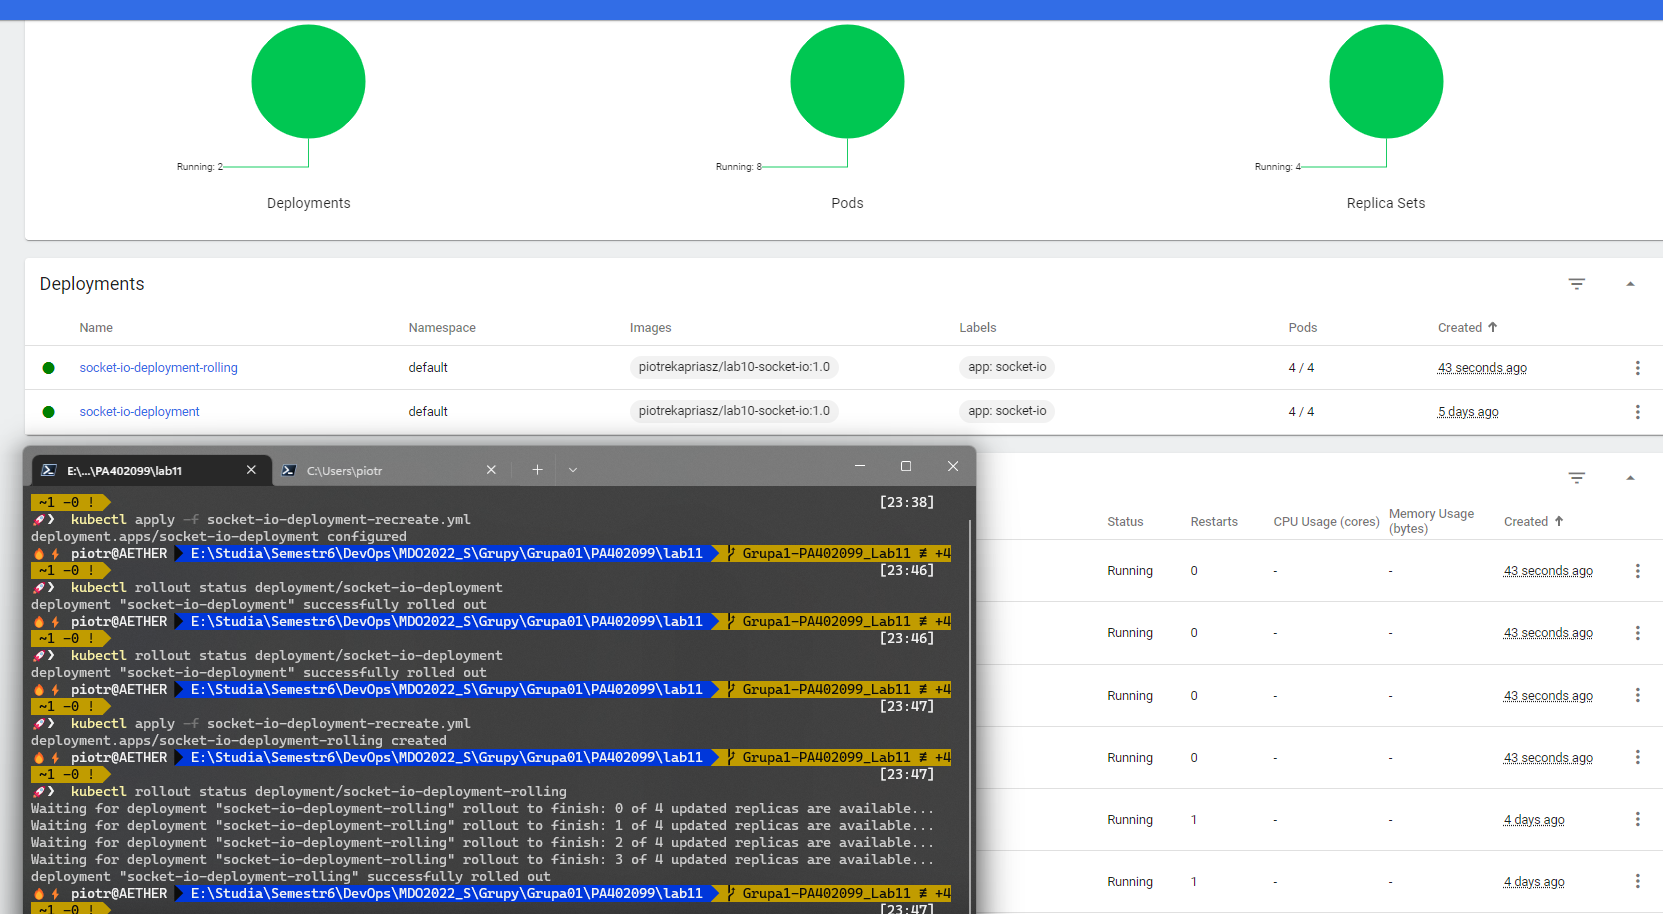 Running: 2
Running: 8
Running: 4
Deployments
Pods
Replica Sets
Deployments
Name Namespace Images Labels Pods Created
socket-io-deployment-rolling default piotrekapriasz/lab10-socket-io:1.0 app: socket-io 4 / 4 43 seconds ago
socket-io-deployment default piotrekapriasz/lab10-socket-io:1.0 app: socket-io 4 / 4 5 days ago
E:\...\PA402099\lab11
C:\Users\piotr
~1 -0 ! [23:38]
kubectl apply -f socket-io-deployment-recreate.yml
deployment.apps/socket-io-deployment configured
piotr@AETHER E:\Studia\Semestr6\DevOps\MDO2022_S\Grupy\Grupa01\PA402099\lab11 Grupa1-PA402099_Lab11 ≢ +4
~1 -0 ! [23:46]
kubectl rollout status deployment/socket-io-deployment
deployment "socket-io-deployment" successfully rolled out
piotr@AETHER E:\Studia\Semestr6\DevOps\MDO2022_S\Grupy\Grupa01\PA402099\lab11 Grupa1-PA402099_Lab11 ≢ +4
~1 -0 ! [23:46]
kubectl rollout status deployment/socket-io-deployment
deployment "socket-io-deployment" successfully rolled out
piotr@AETHER E:\Studia\Semestr6\DevOps\MDO2022_S\Grupy\Grupa01\PA402099\lab11 Grupa1-PA402099_Lab11 ≢ +4
~1 -0 ! [23:47]
kubectl apply -f socket-io-deployment-recreate.yml
deployment.apps/socket-io-deployment-rolling created
piotr@AETHER E:\Studia\Semestr6\DevOps\MDO2022_S\Grupy\Grupa01\PA402099\lab11 Grupa1-PA402099_Lab11 ≢ +4
~1 -0 ! [23:47]
kubectl rollout status deployment/socket-io-deployment-rolling
Waiting for deployment "socket-io-deployment-rolling" rollout to finish: 0 of 4 updated replicas are available...
Waiting for deployment "socket-io-deployment-rolling" rollout to finish: 1 of 4 updated replicas are available...
Waiting for deployment "socket-io-deployment-rolling" rollout to finish: 2 of 4 updated replicas are available...
Waiting for deployment "socket-io-deployment-rolling" rollout to finish: 3 of 4 updated replicas are available...
deployment "socket-io-deployment-rolling" successfully rolled out
piotr@AETHER E:\Studia\Semestr6\DevOps\MDO2022_S\Grupy\Grupa01\PA402099\lab11 Grupa1-PA402099_Lab11 ≢ +4
~1 -0 ! [23:47]
Status Restarts CPU Usage (cores) Memory Usage (bytes) Created
Running 0 - - 43 seconds ago
Running 0 - - 43 seconds ago
Running 0 - - 43 seconds ago
Running 0 - - 43 seconds ago
Running 1 - - 4 days ago
Running 1 - - 4 days ago